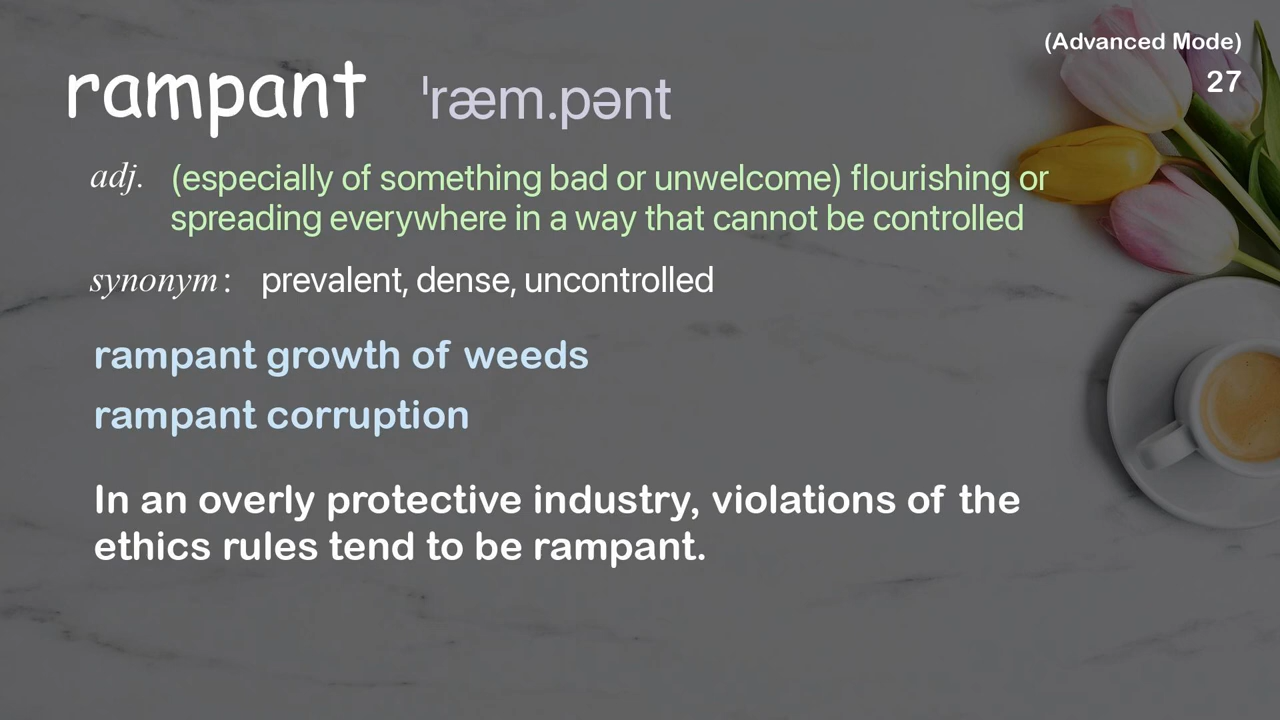 (Advanced Mode)
27
rampant ˈræm.pənt
adj. (especially of something bad or unwelcome) flourishing or
spreading everywhere in a way that cannot be controlled
synonym: prevalent, dense, uncontrolled
rampant growth of weeds
rampant corruption
In an overly protective industry, violations of the
ethics rules tend to be rampant.